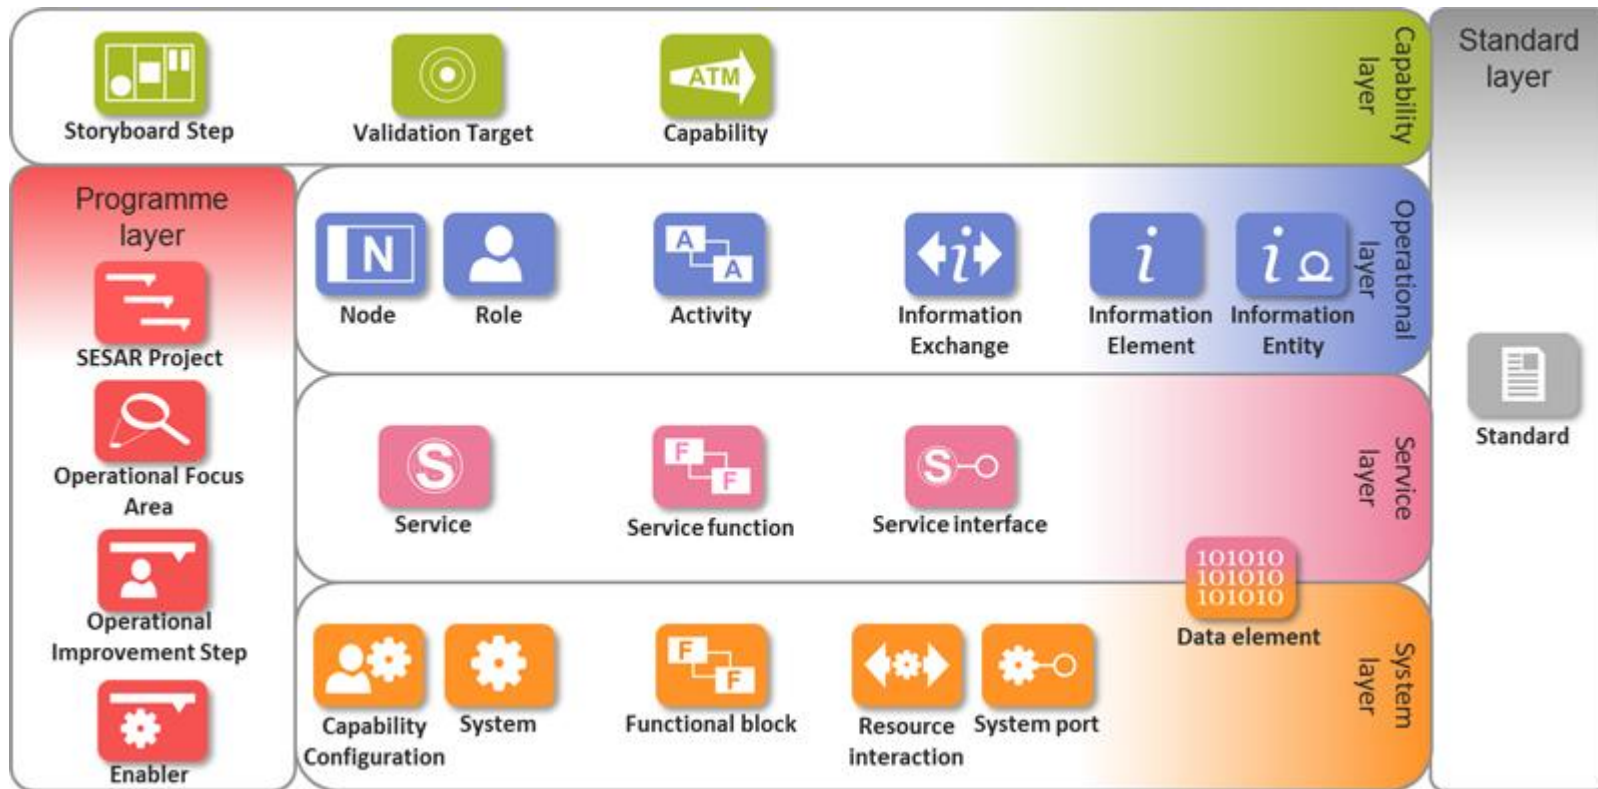 Storyboard Step
Validation Target
ATM
Capability
Capability
layer
Standard
layer
Standard
Programme
layer
SESAR Project
Operational Focus
Area
Operational
Improvement Step
Enabler
N
Node
Role
A
A
Activity
i
Information
Exchange
i
Information
Element
i
Information
Entity
Operational
layer
S
Service
F
F
Service function
S
Service interface
Service
layer
101010
101010
101010
Data element
Capability
Configuration
System
F
F
Functional block
Resource
interaction
System port
System
layer